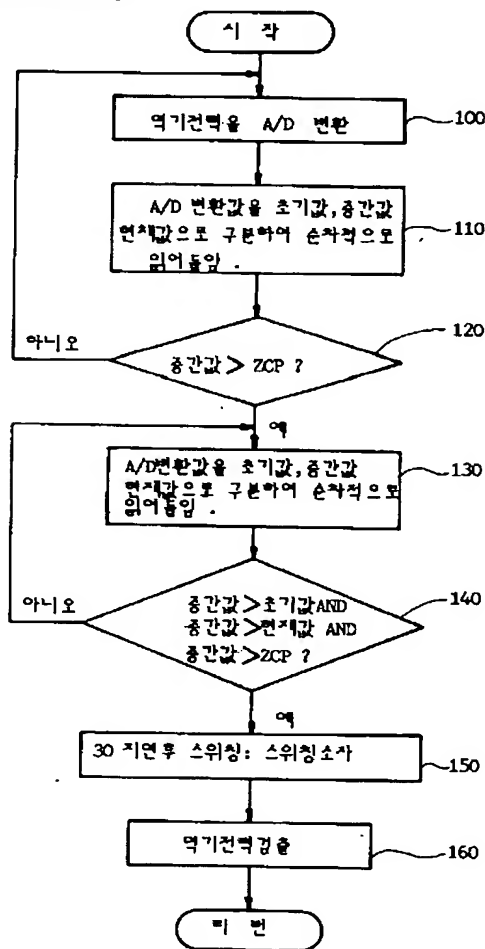 시 작
역기전력을 A/D 변환
100
A/D 변환값을 초기값,중간값
현재값으로 구분하여 순차적으로
읽어들임 .
110
아니오
중간값 > ZCP ?
120
예
A/D변환값을 초기값,중간값
현재값으로 구분하여 순차적으로
읽어들임 .
130
아니오
중간값>초기값AND
중간값>현재값 AND
중간값>ZCP ?
140
예
30 지연후 스위칭: 스위칭소자
150
역기전력검출
160
리 턴